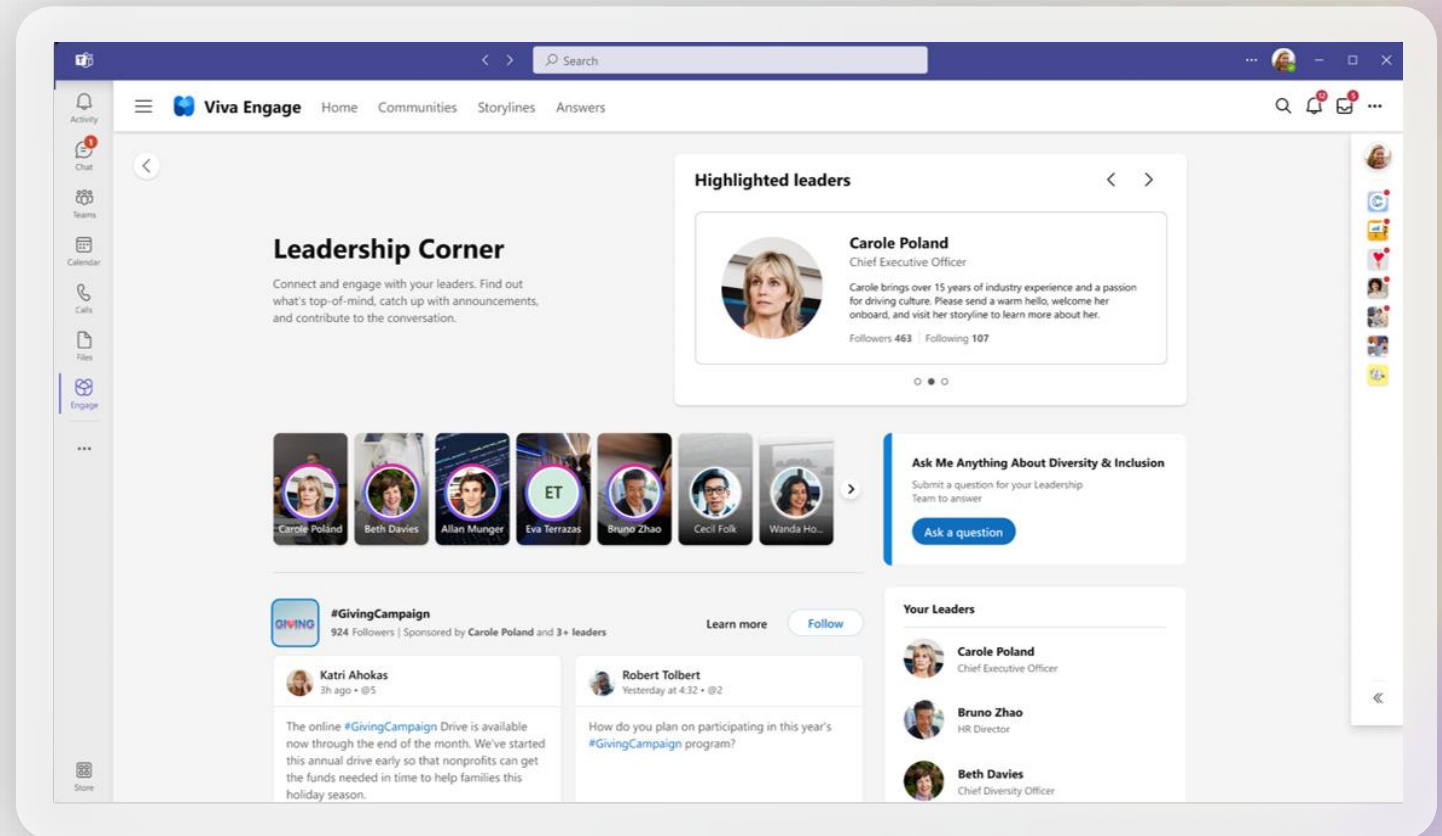 Search
Activity
Chat
1
Teams
Calendar
Calls
Files
Engage
Store
Viva Engage
Home
Communities
Storylines
Answers
12
5
Leadership Corner
Connect and engage with your leaders. Find out
what's top-of-mind, catch up with announcements,
and contribute to the conversation.
Highlighted leaders
Carole Poland
Chief Executive Officer
Carole brings over 15 years of industry experience and a passion
for driving culture. Please send a warm hello, welcome her
onboard, and visit her storyline to learn more about her.
Followers 463 | Following 107
Carole Poland
Beth Davies
Allan Munger
ET
Eva Terrazas
Bruno Zhao
Cecil Folk
Wanda Ho...
Ask Me Anything About Diversity & Inclusion
Submit a question for your Leadership
Team to answer
Ask a question
GIVING
#GivingCampaign
924 Followers | Sponsored by Carole Poland and 3+ leaders
Learn more
Follow
Katri Ahokas
3h ago • @5
The online #GivingCampaign Drive is available
now through the end of the month. We've started
this annual drive early so that nonprofits can get
the funds needed in time to help families this
holiday season.
Robert Tolbert
Yesterday at 4:32 • @2
How do you plan on participating in this year's
#GivingCampaign program?
Your Leaders
Carole Poland
Chief Executive Officer
Bruno Zhao
HR Director
Beth Davies
Chief Diversity Officer